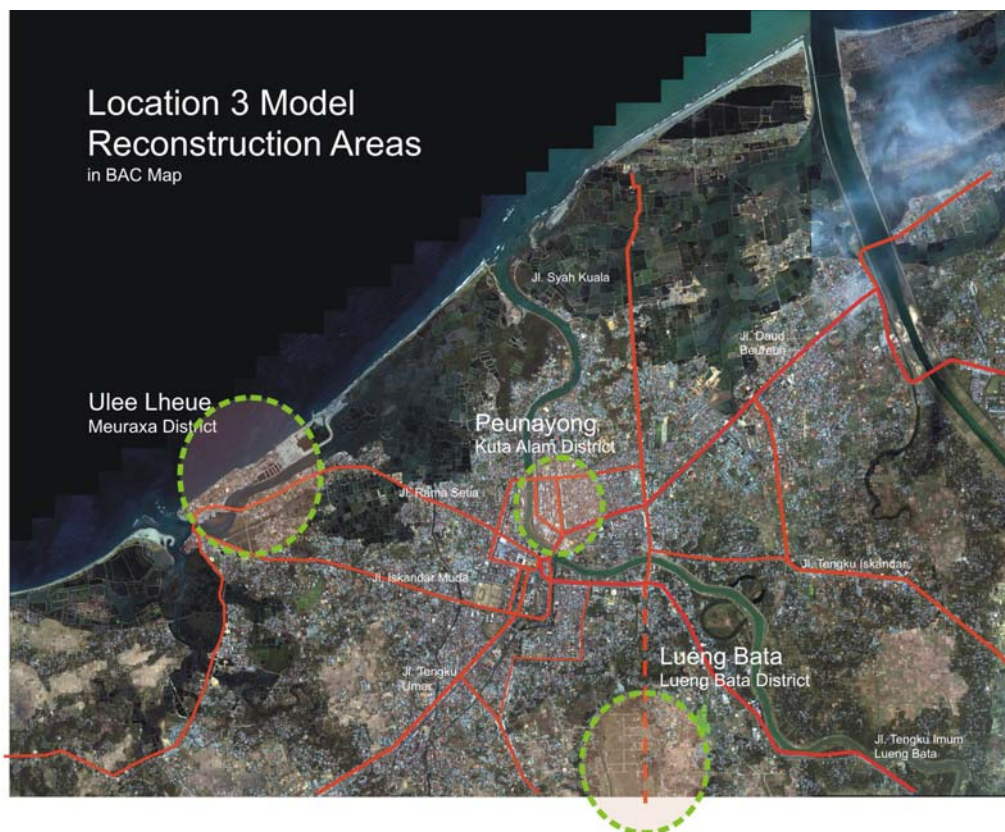 Location 3 Model
Reconstruction Areas
in BAC Map
Jl. Syah Kuala
Jl. Daud
Beureuh
Ulee Lheue
Meuraxa District
Peunayong
Kuta Alam District
Jl. Rama Setia
Jl. Iskandar Muda
Jl. Tengku Iskandar
Lueng Bata
Lueng Bata District
Jl. Tengku
Umar
Jl. Tengku Imum
Lueng Bata